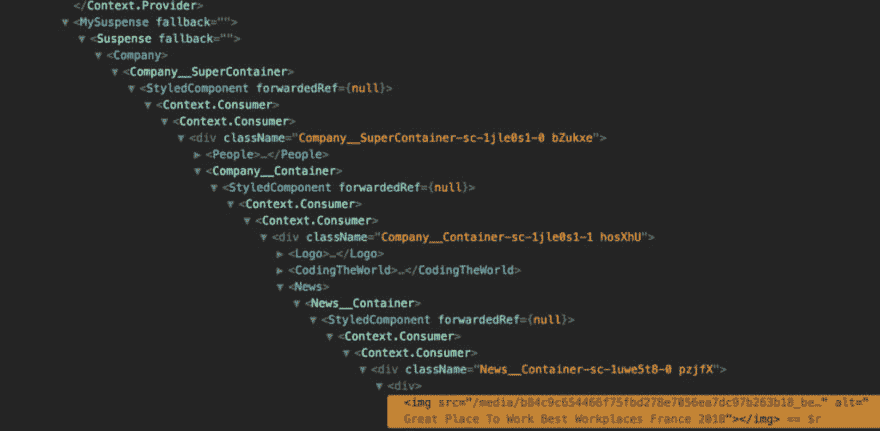 </Context.Provider>
▼ <MySuspense fallback="">
▼ <Suspense fallback="">
▼ <Company>
▼ <Company__SuperContainer>
▼ <StyledComponent forwardedRef={null}>
▼ <Context.Consumer>
▼ <Context.Consumer>
▼ <div className="Company__SuperContainer-sc-1jle0s1-0 bZukxe">
▶ <People>…</People>
▼ <Company__Container>
▼ <StyledComponent forwardedRef={null}>
▼ <Context.Consumer>
▼ <Context.Consumer>
▼ <div className="Company__Container-sc-1jle0s1-1 hosXhU">
▶ <Logo>…</Logo>
▶ <CodingTheWorld>…</CodingTheWorld>
▼ <News>
▼ <News__Container>
▼ <StyledComponent forwardedRef={null}>
▼ <Context.Consumer>
▼ <Context.Consumer>
▼ <div className="News__Container-sc-1uwe5t8-0 pzjfX">
▼ <div>
<img src="/media/b84c9c654466f75fbd278e7056ea7dc97b263b18_be…" alt="
Great Place To Work Best Workplaces France 2018"></img> == $r